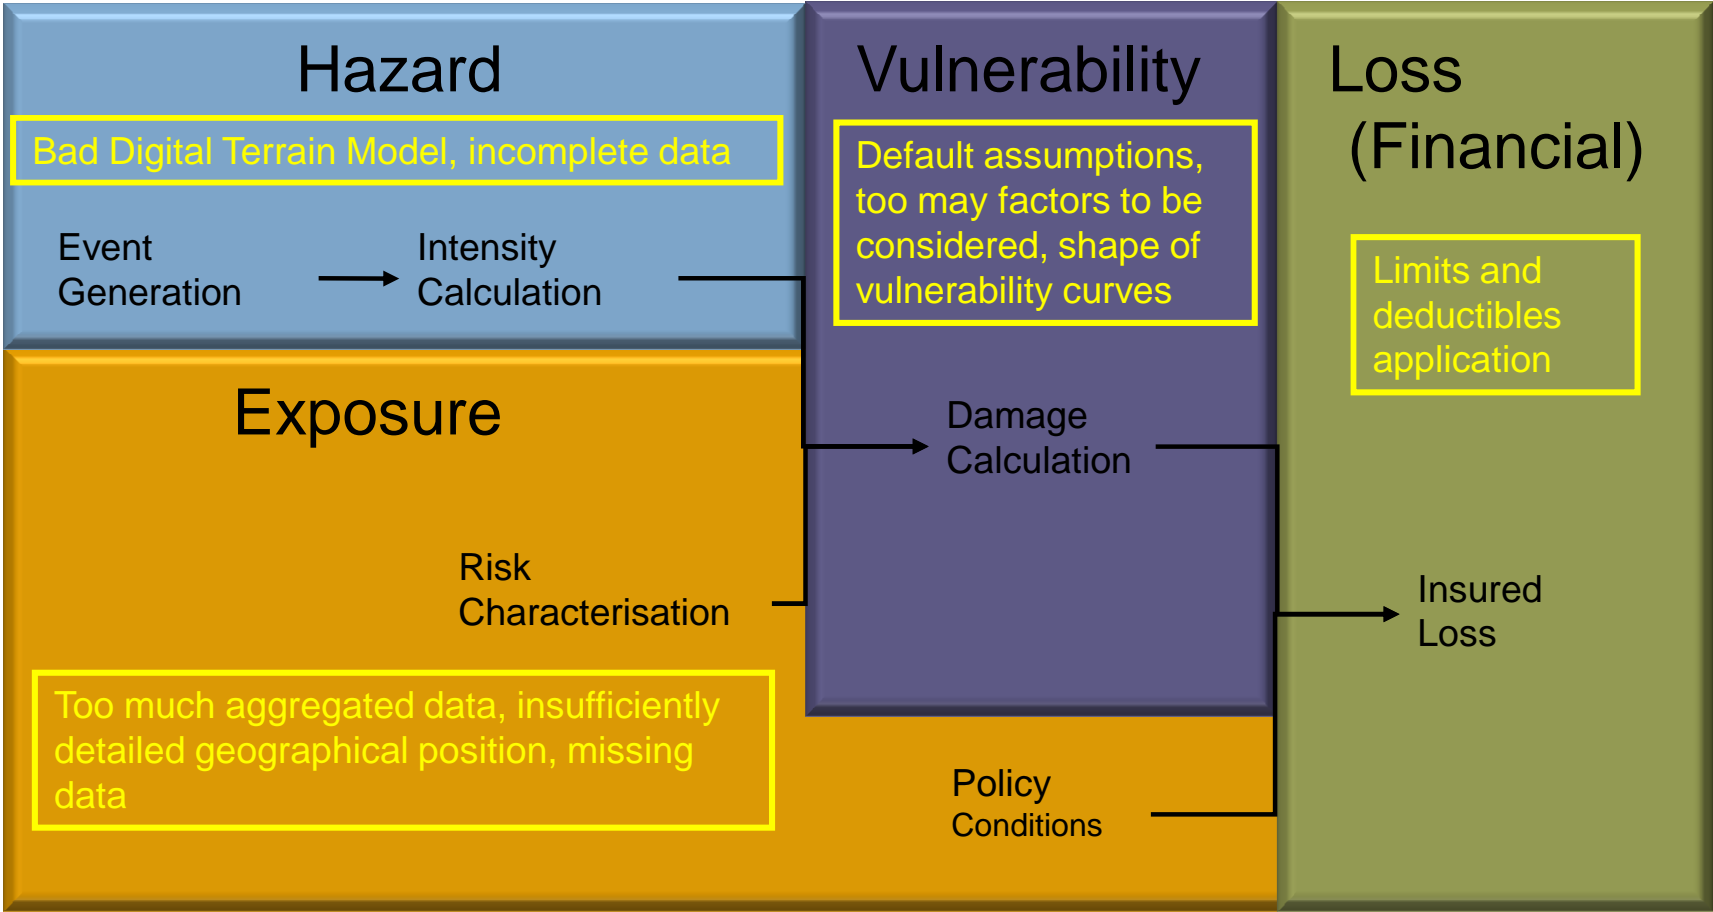 Hazard
Bad Digital Terrain Model, incomplete data
Event
Generation
Intensity
Calculation
Exposure
Risk
Characterisation
Too much aggregated data, insufficiently
detailed geographical position, missing
data
Vulnerability
Default assumptions,
too may factors to be
considered, shape of
vulnerability curves
Damage
Calculation
Policy
Conditions
Loss
(Financial)
Limits and
deductibles
application
Insured
Loss